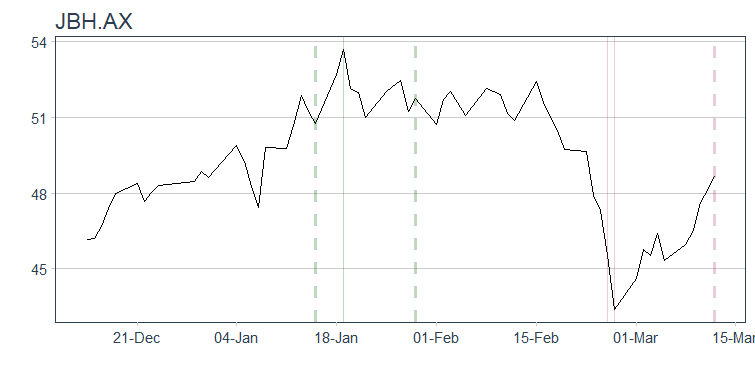 JBH.AX
54
51
48
45
21-Dec
04-Jan
18-Jan
01-Feb
15-Feb
01-Mar
15-Mar